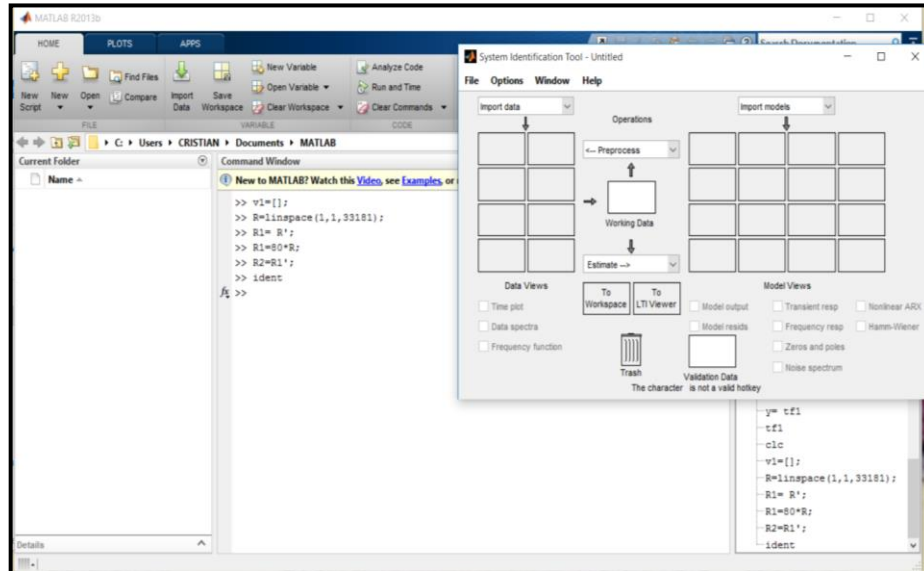 MATLAB R2013b
HOME PLOTS APPS
New Script
New
Open
Find Files
Compare
Import Data
Save Workspace
New Variable
Open Variable
Clear Workspace
Analyze Code
Run and Time
Clear Commands
FILE VARIABLE CODE
Search Documentation
C: Users CRISTIAN Documents MATLAB
Current Folder
Name
Command Window
New to MATLAB? Watch this Video, see Examples, or
>> v1=[];
>> R=linspace(1,1,33181);
>> R1= R';
>> R1=80*R;
>> R2=R1';
>> ident
fx >>
Details
System Identification Tool - Untitled
File Options Window Help
Import data
Import models
Operations
<-- Preprocess
Working Data
Estimate -->
Data Views
Time plot
Data spectra
Frequency function
To Workspace
To LTI Viewer
Trash
Model Views
Model output
Model resids
Transient resp
Frequency resp
Zeros and poles
Noise spectrum
Nonlinear ARX
Hamm-Wiener
Validation Data
The character is not a valid hotkey
y= tf1
tf1
clc
v1=[];
R=linspace(1,1,33181);
R1= R';
R1=80*R;
R2=R1';
ident